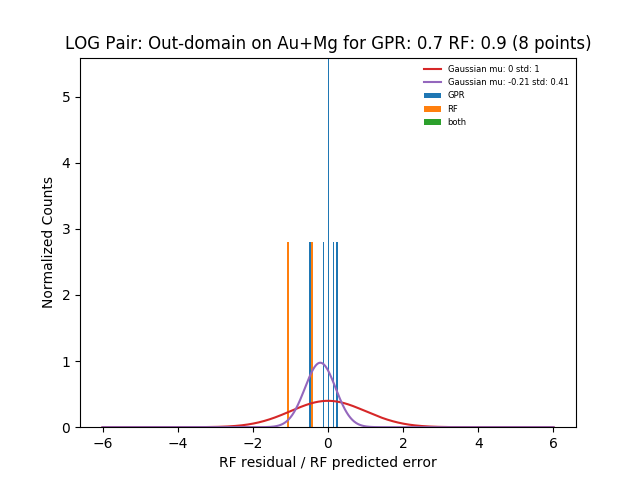 LOG Pair: Out-domain on Au+Mg for GPR: 0.7 RF: 0.9 (8 points)
Gaussian mu: 0 std: 1
Gaussian mu: -0.21 std: 0.41
GPR
RF
both
Normalized Counts
5
4
3
2
1
0
−6 −4 −2 0 2 4 6
RF residual / RF predicted error